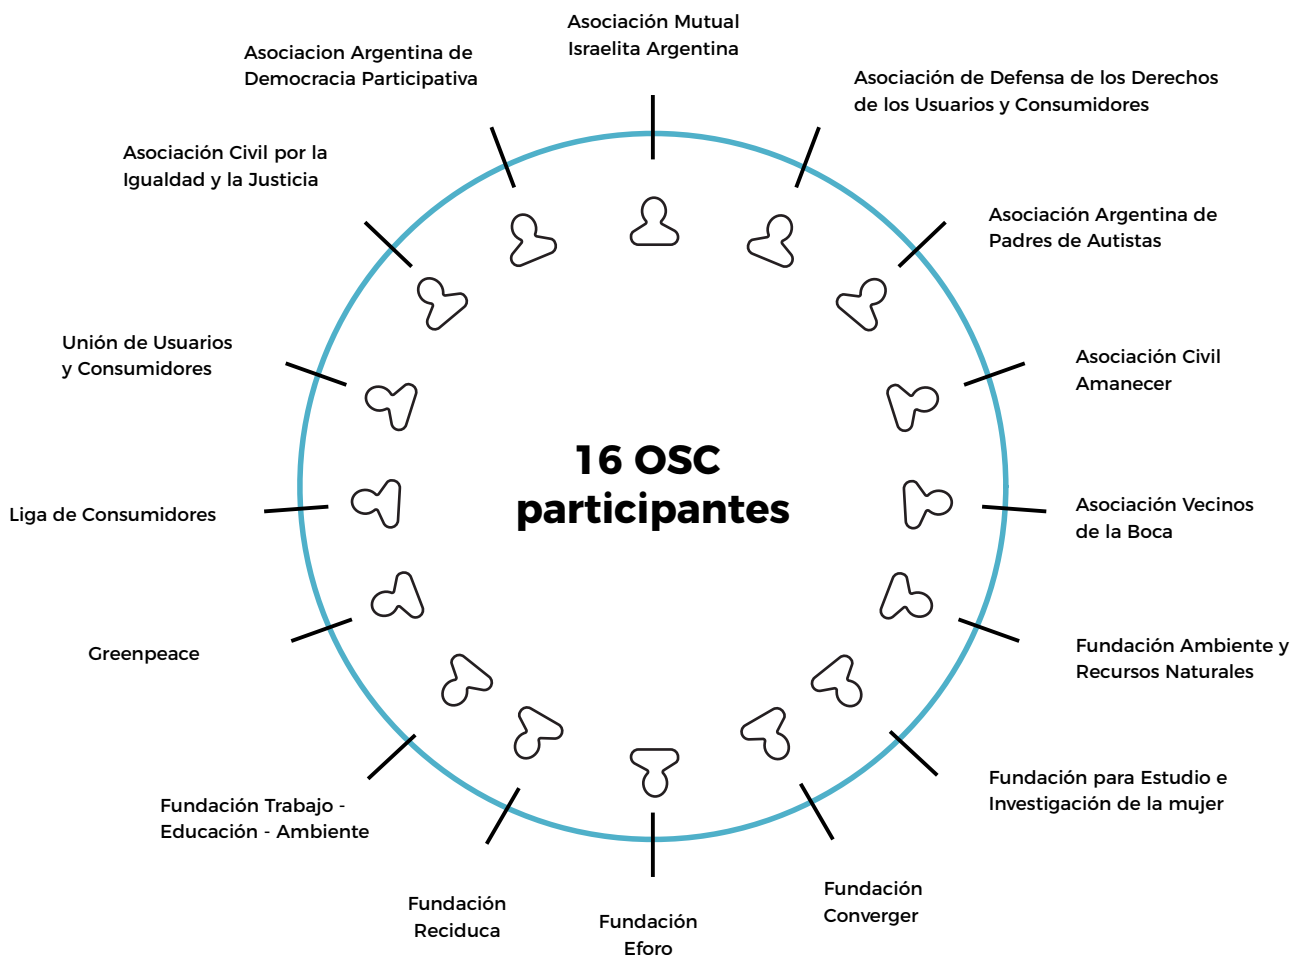 Asociación Mutual
Israelita Argentina
Asociacion Argentina de
Democracia Participativa
Asociación de Defensa de los Derechos
de los Usuarios y Consumidores
Asociación Civil por la
Igualdad y la Justicia
Asociación Argentina de
Padres de Autistas
Unión de Usuarios
y Consumidores
Asociación Civil
Amanecer
16 OSC
participantes
Liga de Consumidores
Asociación Vecinos
de la Boca
Greenpeace
Fundación Ambiente y
Recursos Naturales
Fundación Trabajo -
Educación - Ambiente
Fundación para Estudio e
Investigación de la mujer
Fundación
Reciduca
Fundación
Eforo
Fundación
Converger